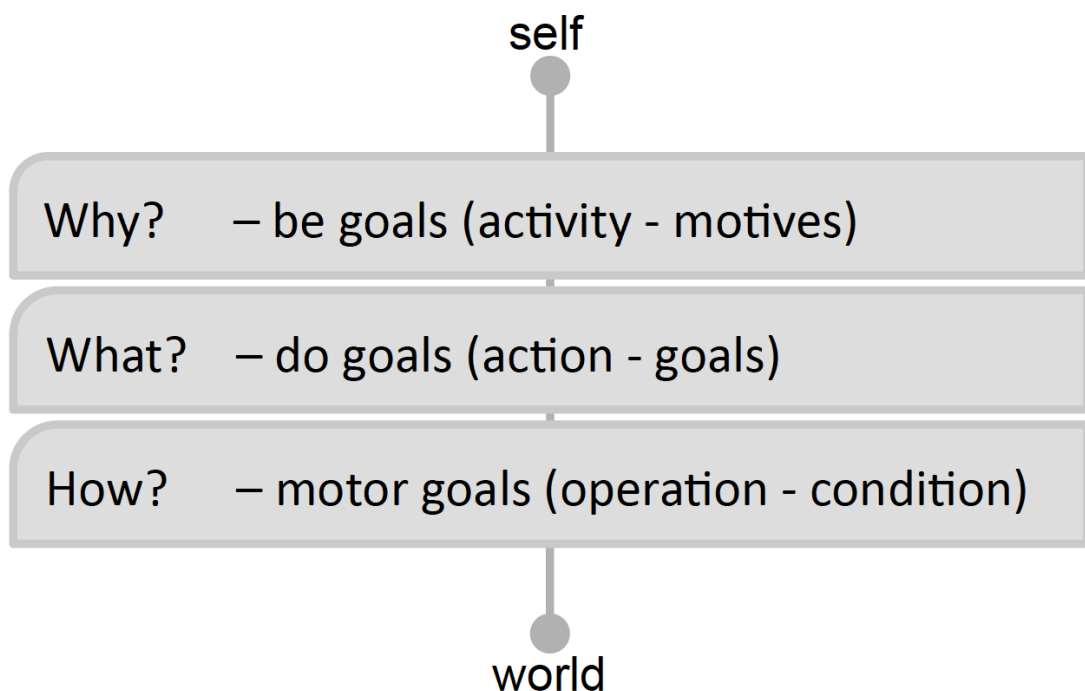 self
Why? – be goals (activity - motives)
What? – do goals (action - goals)
How? – motor goals (operation - condition)
world